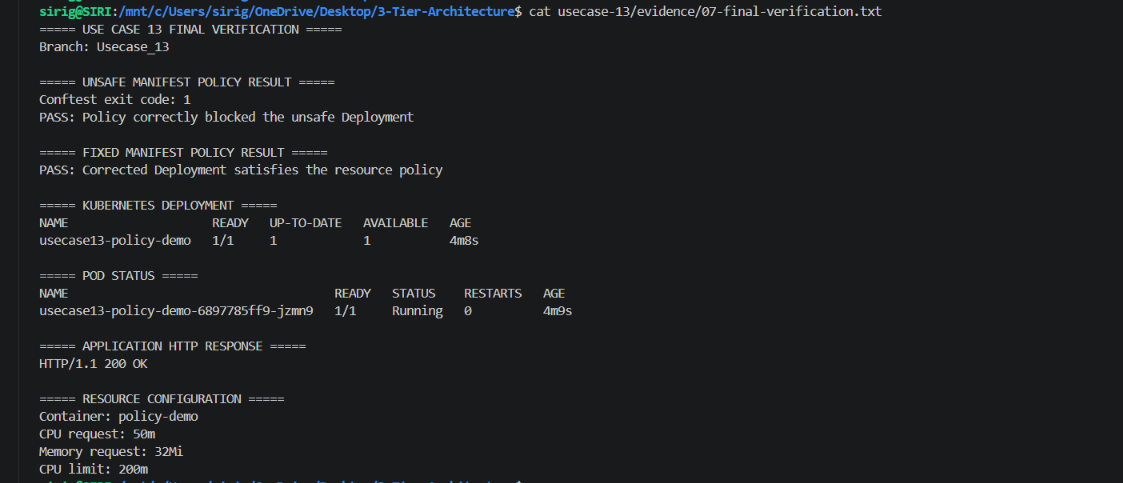 sirig@SIRI:/mnt/c/Users/sirig/OneDrive/Desktop/3-Tier-Architecture$ cat usecase-13/evidence/07-final-verification.txt
===== USE CASE 13 FINAL VERIFICATION =====
Branch: Usecase_13
===== UNSAFE MANIFEST POLICY RESULT =====
Conftest exit code: 1
PASS: Policy correctly blocked the unsafe Deployment
===== FIXED MANIFEST POLICY RESULT =====
PASS: Corrected Deployment satisfies the resource policy
===== KUBERNETES DEPLOYMENT =====
NAME READY UP-TO-DATE AVAILABLE AGE
usecase13-policy-demo 1/1 1 1 4m8s
===== POD STATUS =====
NAME READY STATUS RESTARTS AGE
usecase13-policy-demo-6897785ff9-jzmn9 1/1 Running 0 4m9s
===== APPLICATION HTTP RESPONSE =====
HTTP/1.1 200 OK
===== RESOURCE CONFIGURATION =====
Container: policy-demo
CPU request: 50m
Memory request: 32Mi
CPU limit: 200m